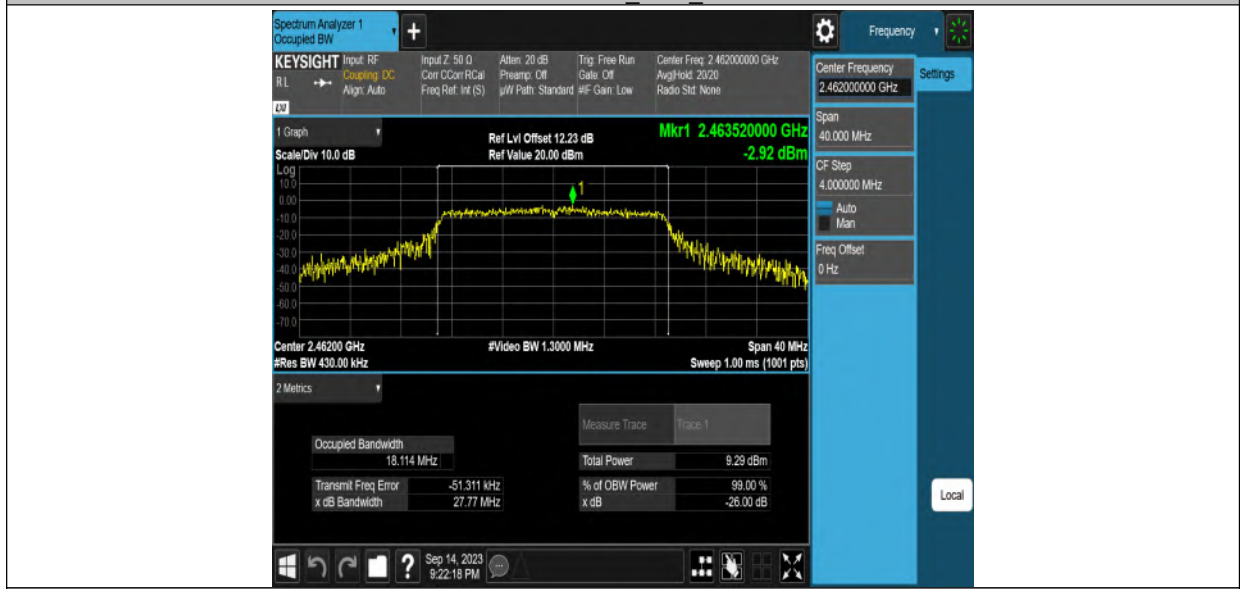 Spectrum Analyzer 1
Occupied BW
Frequency
KEYSIGHT
R L
LXI
Input: RF
Coupling: DC
Align: Auto
Input Z: 50 Ω
Corr CCorr RCal
Freq Ref: Int (S)
Atten: 20 dB
Preamp: Off
µW Path: Standard
Trig: Free Run
Gate: Off
#IF Gain: Low
Center Freq: 2.462000000 GHz
Avg|Hold: 20/20
Radio Std: None
Center Frequency
2.462000000 GHz
Settings
Span
40.000 MHz
CF Step
4.000000 MHz
Auto
Man
Freq Offset
0 Hz
Local
1 Graph
Scale/Div 10.0 dB
Ref Lvl Offset 12.23 dB
Ref Value 20.00 dBm
Mkr1 2.463520000 GHz
-2.92 dBm
Log
10.0
0.00
-10.0
-20.0
-30.0
-40.0
-50.0
-60.0
-70.0
1
Center 2.46200 GHz
#Res BW 430.00 kHz
#Video BW 1.3000 MHz
Span 40 MHz
Sweep 1.00 ms (1001 pts)
2 Metrics
Measure Trace Trace 1
Occupied Bandwidth
18.114 MHz
Total Power 9.29 dBm
Transmit Freq Error -51.311 kHz
% of OBW Power 99.00 %
x dB Bandwidth 27.77 MHz
x dB -26.00 dB
Sep 14, 2023
9:22:18 PM